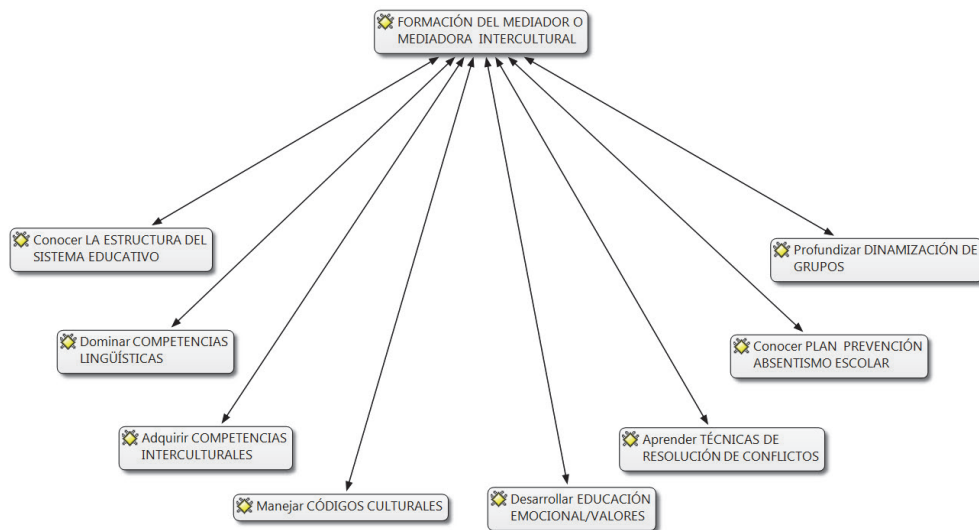 FORMACIÓN DEL MEDIADOR O
MEDIADORA INTERCULTURAL
Conocer LA ESTRUCTURA DEL
SISTEMA EDUCATIVO
Profundizar DINAMIZACIÓN DE
GRUPOS
Dominar COMPETENCIAS
LINGÜÍSTICAS
Conocer PLAN PREVENCIÓN
ABSENTISMO ESCOLAR
Adquirir COMPETENCIAS
INTERCULTURALES
Aprender TÉCNICAS DE
RESOLUCIÓN DE CONFLICTOS
Manejar CÓDIGOS CULTURALES
Desarrollar EDUCACIÓN
EMOCIONAL/VALORES